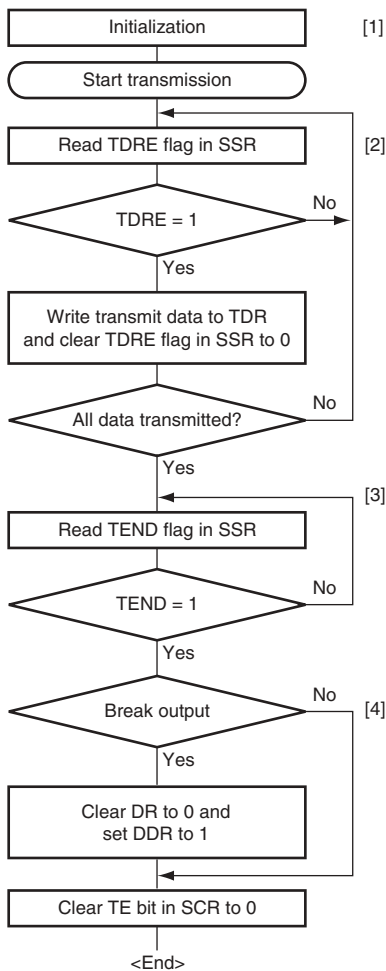 Initialization
[1]
Start transmission
Read TDRE flag in SSR
[2]
TDRE = 1
No
Yes
Write transmit data to TDR
and clear TDRE flag in SSR to 0
All data transmitted?
No
Yes
[3]
Read TEND flag in SSR
TEND = 1
No
Yes
Break output
No
[4]
Yes
Clear DR to 0 and
set DDR to 1
Clear TE bit in SCR to 0
<End>